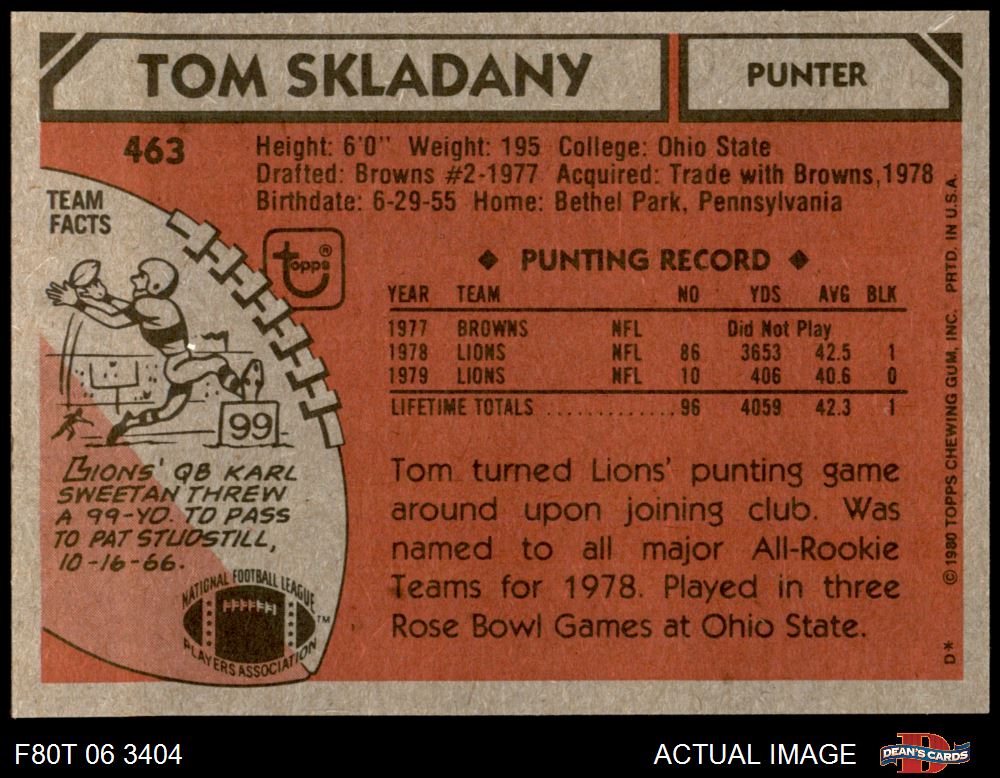 TOM SKLADANY
PUNTER
463
Height: 6'0" Weight: 195 College: Ohio State
Drafted: Browns #2-1977 Acquired: Trade with Browns, 1978
Birthdate: 6-29-55 Home: Bethel Park, Pennsylvania
TEAM
FACTS
topps®
99
LIONS' QB KARL
SWEETAN THREW
A 99-YD. TD PASS
TO PAT STUDSTILL,
10-16-66.
NATIONAL FOOTBALL LEAGUE
PLAYERS ASSOCIATION
TM
◆ PUNTING RECORD ◆
YEAR TEAM NO YDS AVG BLK
1977 BROWNS NFL Did Not Play
1978 LIONS NFL 86 3653 42.5 1
1979 LIONS NFL 10 406 40.6 0
LIFETIME TOTALS ............ 96 4059 42.3 1
Tom turned Lions' punting game
around upon joining club. Was
named to all major All-Rookie
Teams for 1978. Played in three
Rose Bowl Games at Ohio State.
© 1980 TOPPS CHEWING GUM, INC. PRTD. IN U.S.A.
D*
F80T 06 3404
ACTUAL IMAGE
D
DEAN'S CARDS